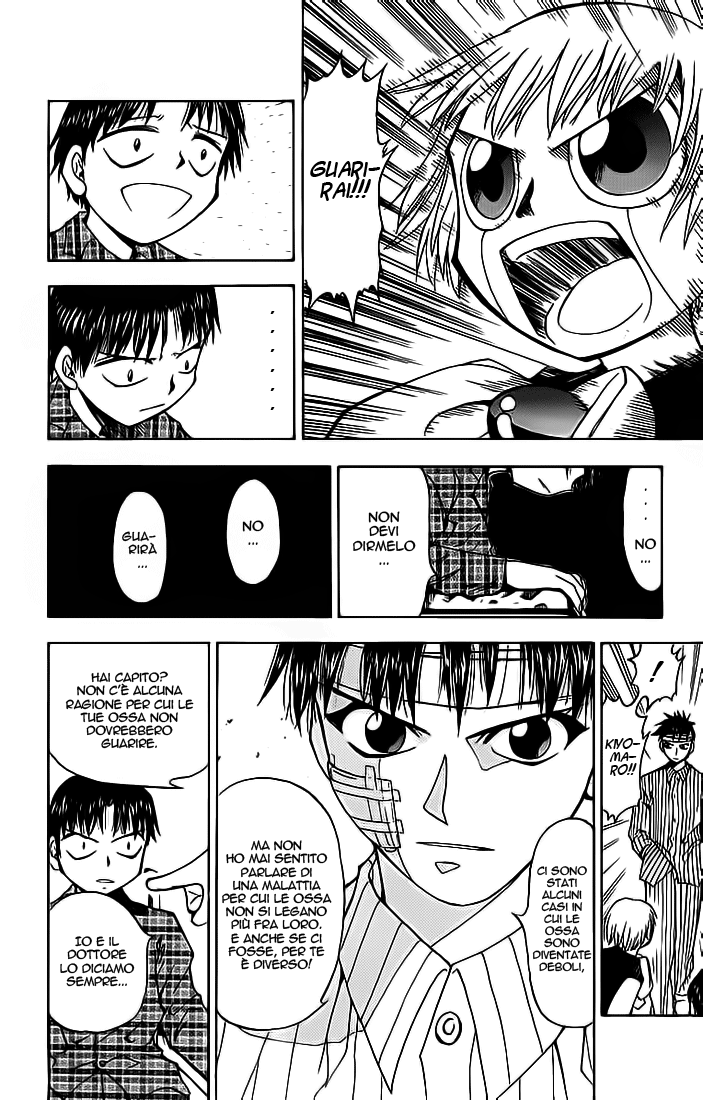 GUARI-
RAI!!!
. . . . . .
. . .
NO...
NON
DEVI
DIRMELO
...
NO
...
GUA-
RIRÀ
...
!
KIYO-
MA-
RO!!
CI SONO
STATI
ALCUNI
CASI IN
CUI LE
OSSA
SONO
DIVENTATE
DEBOLI,
MA NON
HO MAI SENTITO
PARLARE DI
UNA MALATTIA
PER CUI LE OSSA
NON SI LEGANO
PIÙ FRA LORO.
E ANCHE SE CI
FOSSE, PER TE
È DIVERSO!
HAI CAPITO?
NON C'È ALCUNA
RAGIONE PER CUI LE
TUE OSSA NON
DOVREBBERO
GUARIRE.
IO E IL
DOTTORE
LO DICIAMO
SEMPRE...